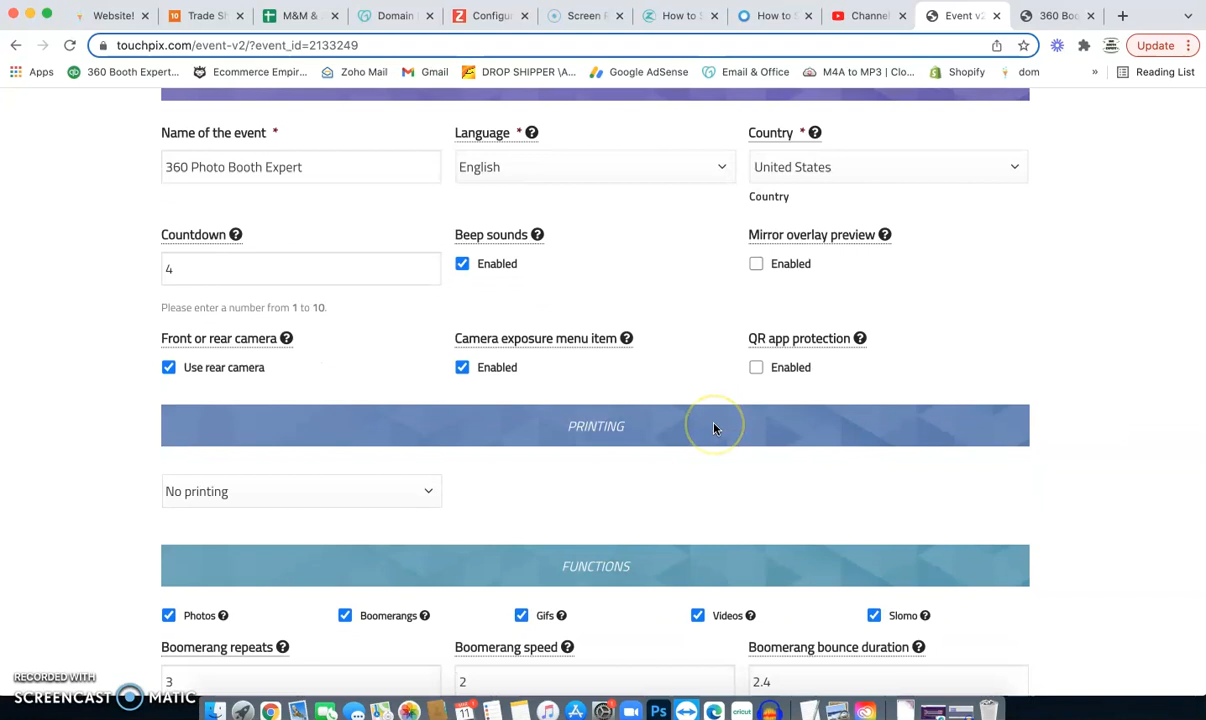 Website!
Trade Sh
M&M &
Domain
Configur
Screen R
How to S
How to S
Channel
Event v2
360 Boo
touchpix.com/event-v2/?event_id=2133249
Update
Apps
360 Booth Expert...
Ecommerce Empir...
Zoho Mail
Gmail
DROP SHIPPER \A...
Google AdSense
Email & Office
M4A to MP3 | Clo...
Shopify
dom
»
Reading List
Name of the event *
Language *
Country *
360 Photo Booth Expert
English
United States
Country
Countdown
Beep sounds
Mirror overlay preview
4
Enabled
Enabled
Please enter a number from 1 to 10.
Front or rear camera
Camera exposure menu item
QR app protection
Use rear camera
Enabled
Enabled
PRINTING
No printing
FUNCTIONS
Photos
Boomerangs
Gifs
Videos
Slomo
Boomerang repeats
Boomerang speed
Boomerang bounce duration
3
2
2.4
RECORDED WITH
SCREENCAST MATIC
11
Ps
cricut